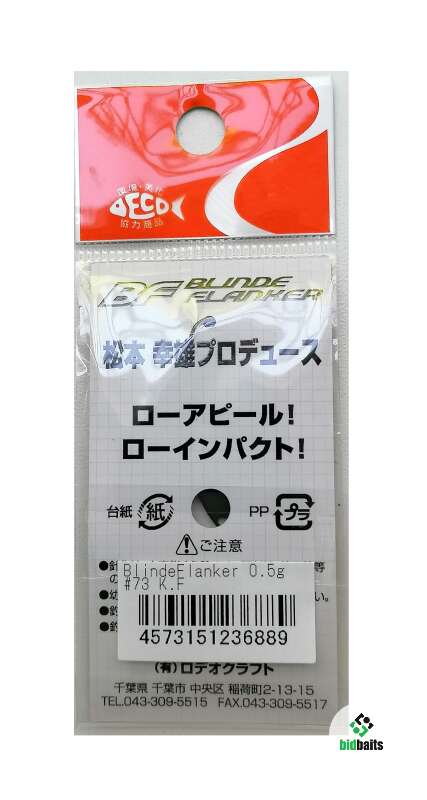 環境・美化
DECO
協力商品
BF BLINDE
FLANKER
松本 幸雄プロデュース
ローアピール!
ローインパクト!
台紙 紙 PP プラ
ご注意
等
の
い。
BlindeFlanker 0.5g
#73 K.F
4573151236889
(有)ロデオクラフト
千葉県 千葉市 中央区 稲荷町2-13-15
TEL.043-309-5515 FAX.043-309-5517
bidbaits